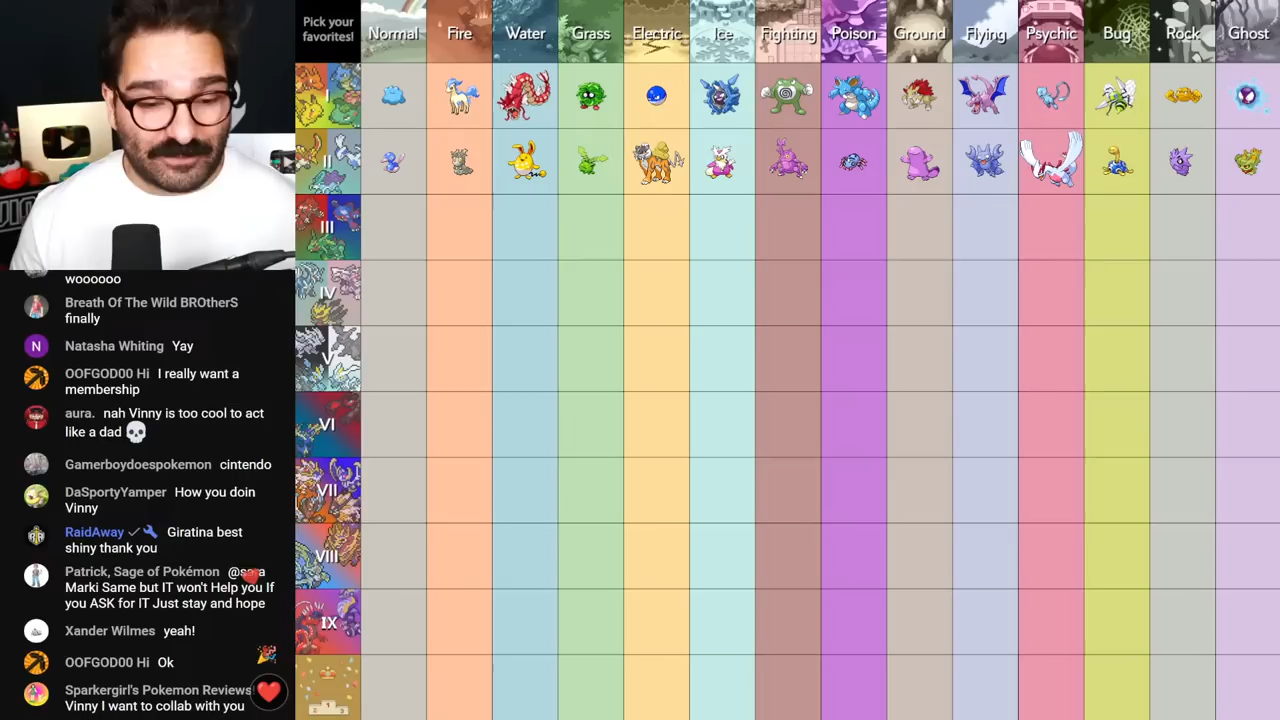 Pick your
favorites!
Normal
Fire
Water
Grass
Electric
Ice
Fighting
Poison
Ground
Flying
Psychic
Bug
Rock
Ghost
I
II
III
IV
V
VI
VII
VIII
IX
2 1 3
woooooo
Breath Of The Wild BROtherS
finally
N Natasha Whiting Yay
OOFGOD00 Hi I really want a
membership
aura. nah Vinny is too cool to act
like a dad 💀
Gamerboydoespokemon cintendo
DaSportyYamper How you doin
Vinny
RaidAway Giratina best
shiny thank you
Patrick, Sage of Pokémon @sara
Marki Same but IT won't Help you If
you ASK for IT Just stay and hope
Xander Wilmes yeah!
OOFGOD00 Hi Ok
Sparkergirl's Pokemon Reviews
Vinny I want to collab with you